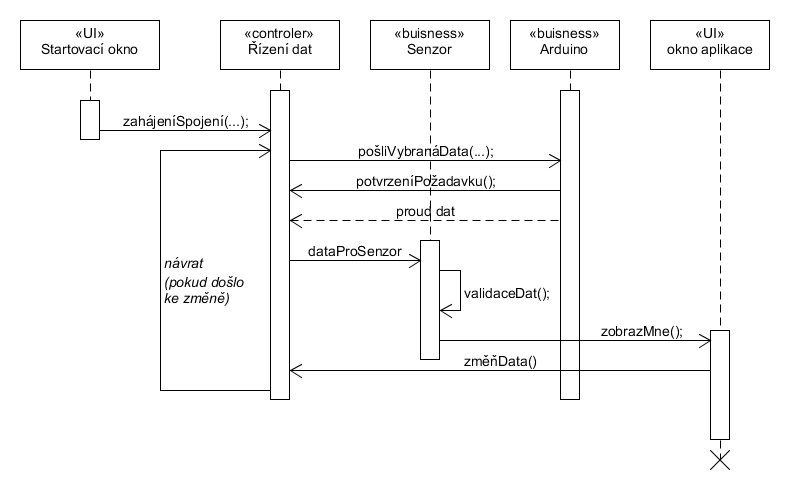 «UI»
Startovací okno
«controler»
Řízení dat
«buisness»
Senzor
«buisness»
Arduino
«UI»
okno aplikace
zahájeníSpojení(...);
pošliVybranáData(...);
potvrzeníPožadavku();
proud dat
dataProSenzor
návrat
(pokud došlo
ke změně)
validaceDat();
zobrazMne();
změňData()